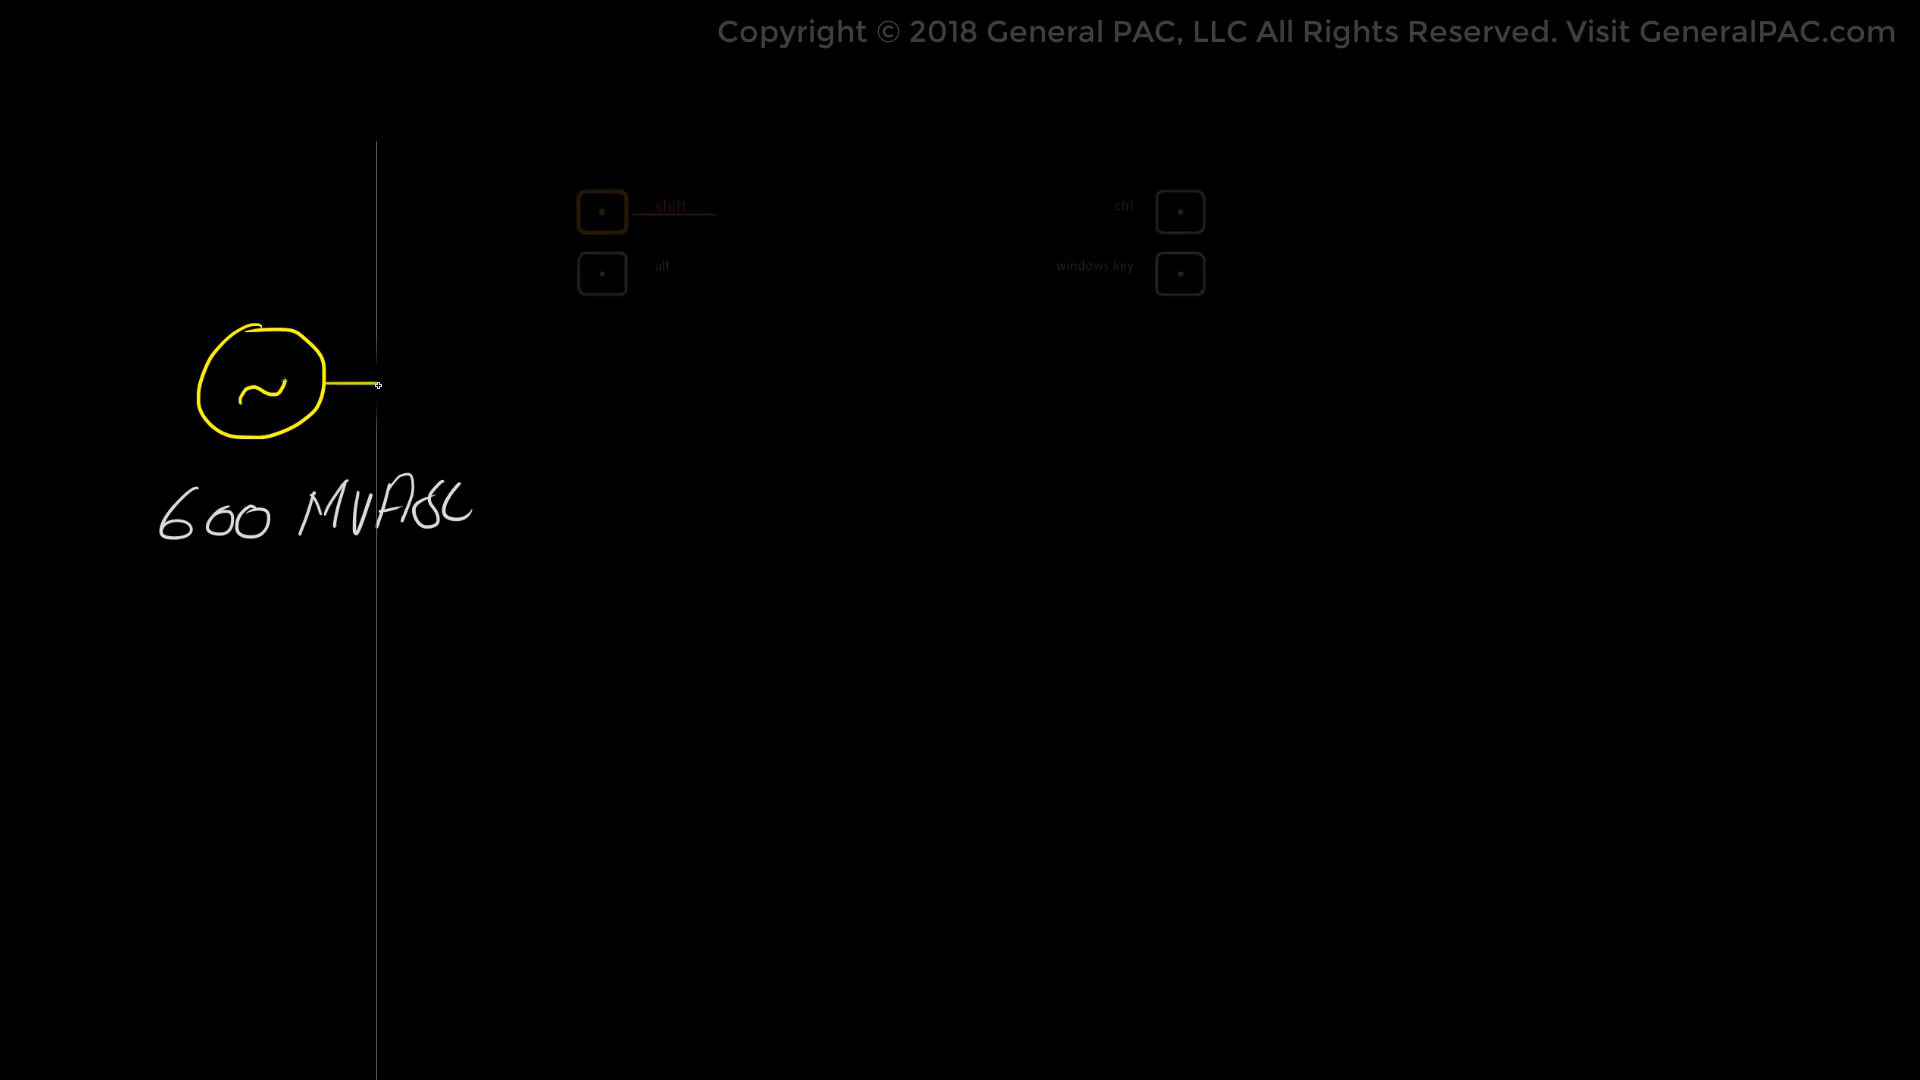 Copyright © 2018 General PAC, LLC All Rights Reserved. Visit GeneralPAC.com
shift
ctrl
alt
windows key
~
600 MVASC